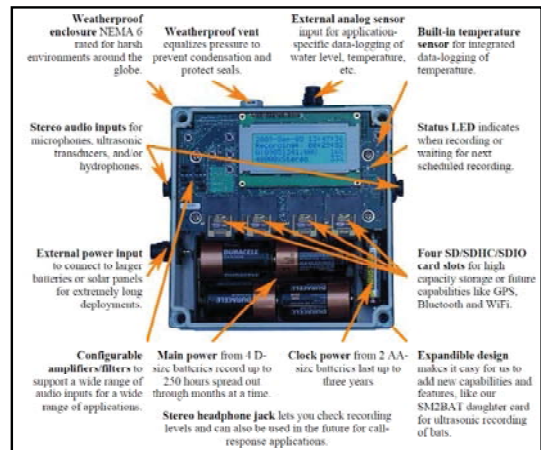 Weatherproof
enclosure NEMA 6
rated for harsh
environments around the
globe.
Weatherproof vent
equalizes pressure to
prevent condensation and
protect seals.
External analog sensor
input for application-
specific data-logging of
water level, temperature,
etc.
Built-in temperature
sensor for integrated
data-logging of
temperature.
Stereo audio inputs for
microphones, ultrasonic
transducers, and/or
hydrophones.
Status LED indicates
when recording or
waiting for next
scheduled recording.
External power input
to connect to larger
batteries or solar panels
for extremely long
deployments.
DURACELL
DURACELL
DURACELL
DURACELL
Four SD/SDHC/SDIO
card slots for high
capacity storage or future
capabilities like GPS,
Bluetooth and WiFi.
Configurable
amplifiers/filters to
support a wide range of
audio inputs for a wide
range of applications.
Main power from 4 D-
size batteries record up to
250 hours spread out
through months at a time.
Clock power from 2 AA-
size batteries last up to
three years
Expandible design
makes it easy for us to
add new capabilities and
features, like our
SM2BAT daughter card
for ultrasonic recording
of bats.
Stereo headphone jack lets you check recording
levels and can also be used in the future for call-
response applications.